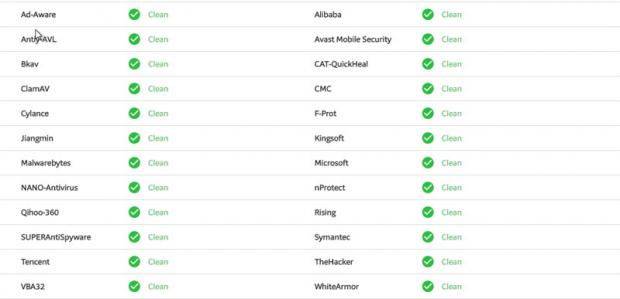 Ad-Aware Clean Alibaba Clean
Antiy-AVL Clean Avast Mobile Security Clean
Bkav Clean CAT-QuickHeal Clean
ClamAV Clean CMC Clean
Cylance Clean F-Prot Clean
Jiangmin Clean Kingsoft Clean
Malwarebytes Clean Microsoft Clean
NANO-Antivirus Clean nProtect Clean
Qihoo-360 Clean Rising Clean
SUPERAntiSpyware Clean Symantec Clean
Tencent Clean TheHacker Clean
VBA32 Clean WhiteArmor Clean